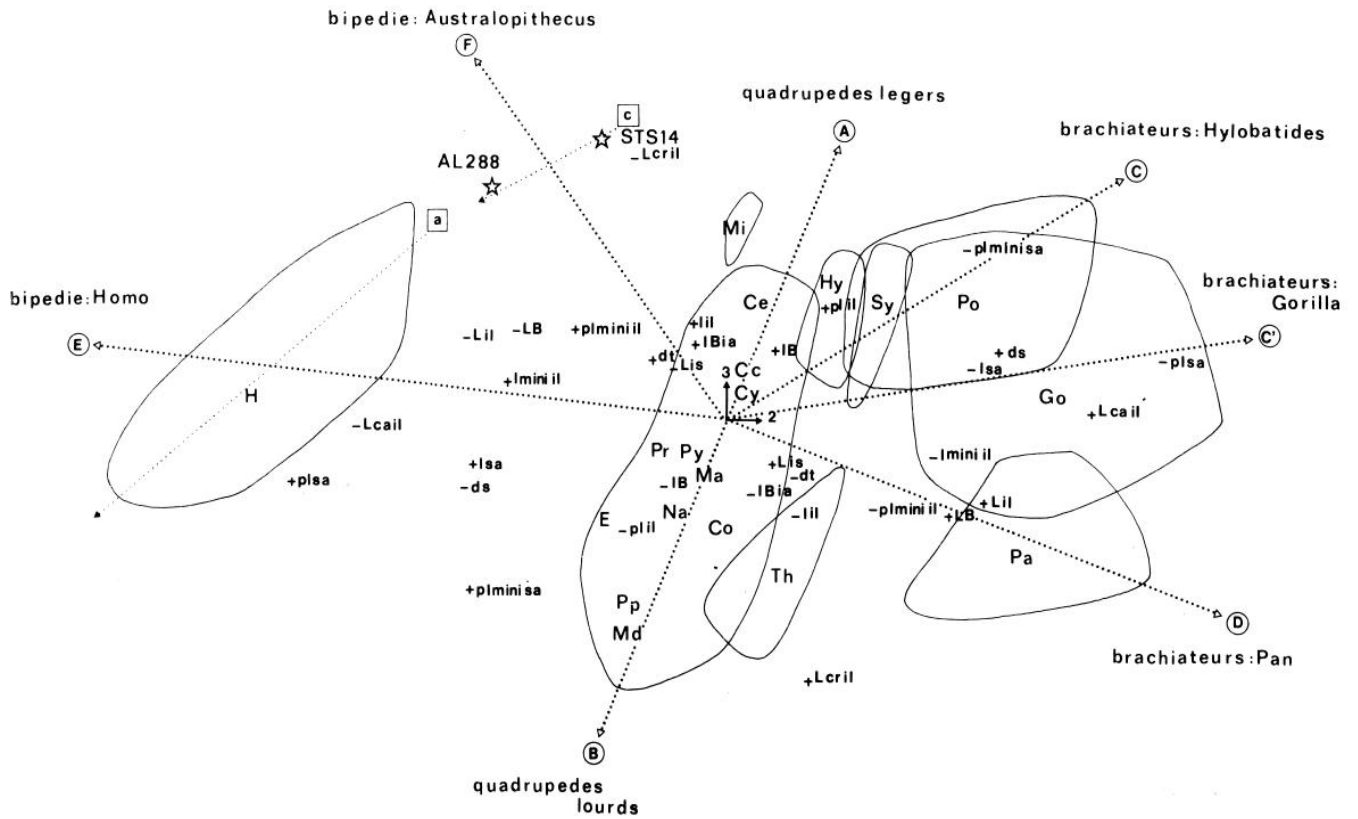 bipedie: Australopithecus
F
c
STS14
-Lcril
AL288
quadrupedes legers
A
brachiateurs: Hylobatides
C
a
Mi
-plminisa
bipedie: Homo
E
brachiateurs:
Gorilla
C'
Hy
+plil
Sy
Po
Ce
-Lil
-LB
+plminiil
+lil
+lBia
+dt
-Lis
+lB
+ds
-lsa
-plsa
+lminiil
3
Cc
Cy
2
H
Go
+Lcail
-Lcail
Pr
Py
Ma
+lsa
-ds
+plsa
-lB
+Lis
-dt
-lBia
-lminiil
Na
E
-plil
Co
-lil
-plminiil
+LB
+Lil
Pa
Th
+plminisa
Pp
Md
D
brachiateurs: Pan
+Lcril
B
quadrupedes
lourds